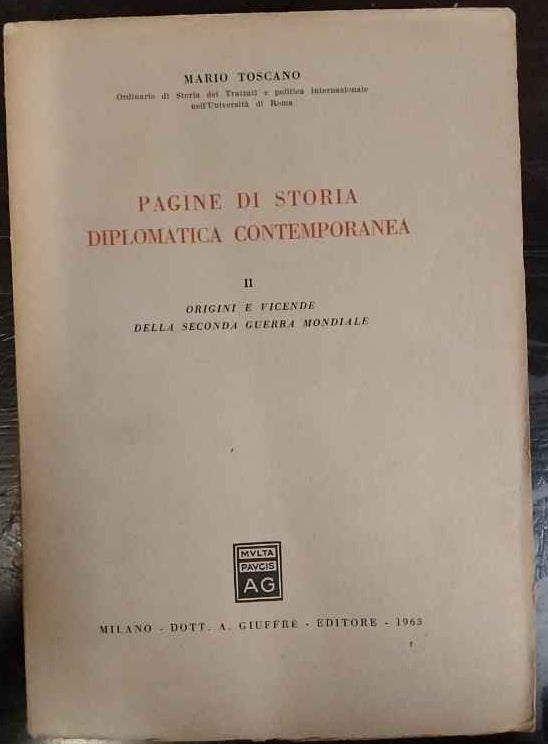 MARIO TOSCANO
Ordinario di Storia dei Trattati e politica internazionale
nell'Università di Roma
PAGINE DI STORIA
DIPLOMATICA CONTEMPORANEA
II
ORIGINI E VICENDE
DELLA SECONDA GUERRA MONDIALE
MVLTA
PAVCIS
AG
MILANO - DOTT. A. GIUFFRÈ - EDITORE - 1963